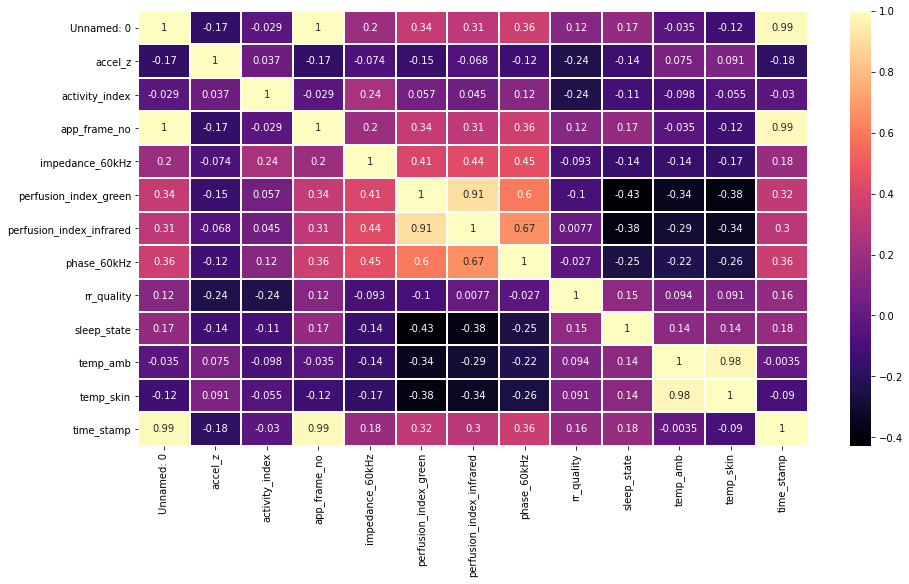 Unnamed: 0 1 -0.17 -0.029 1 0.2 0.34 0.31 0.36 0.12 0.17 -0.035 -0.12 0.99
accel_z -0.17 1 0.037 -0.17 -0.074 -0.15 -0.068 -0.12 -0.24 -0.14 0.075 0.091 -0.18
activity_index -0.029 0.037 1 -0.029 0.24 0.057 0.045 0.12 -0.24 -0.11 -0.098 -0.055 -0.03
app_frame_no 1 -0.17 -0.029 1 0.2 0.34 0.31 0.36 0.12 0.17 -0.035 -0.12 0.99
impedance_60kHz 0.2 -0.074 0.24 0.2 1 0.41 0.44 0.45 -0.093 -0.14 -0.14 -0.17 0.18
perfusion_index_green 0.34 -0.15 0.057 0.34 0.41 1 0.91 0.6 -0.1 -0.43 -0.34 -0.38 0.32
perfusion_index_infrared 0.31 -0.068 0.045 0.31 0.44 0.91 1 0.67 0.0077 -0.38 -0.29 -0.34 0.3
phase_60kHz 0.36 -0.12 0.12 0.36 0.45 0.6 0.67 1 -0.027 -0.25 -0.22 -0.26 0.36
rr_quality 0.12 -0.24 -0.24 0.12 -0.093 -0.1 0.0077 -0.027 1 0.15 0.094 0.091 0.16
sleep_state 0.17 -0.14 -0.11 0.17 -0.14 -0.43 -0.38 -0.25 0.15 1 0.14 0.14 0.18
temp_amb -0.035 0.075 -0.098 -0.035 -0.14 -0.34 -0.29 -0.22 0.094 0.14 1 0.98 -0.0035
temp_skin -0.12 0.091 -0.055 -0.12 -0.17 -0.38 -0.34 -0.26 0.091 0.14 0.98 1 -0.09
time_stamp 0.99 -0.18 -0.03 0.99 0.18 0.32 0.3 0.36 0.16 0.18 -0.0035 -0.09 1
Unnamed: 0
accel_z
activity_index
app_frame_no
impedance_60kHz
perfusion_index_green
perfusion_index_infrared
phase_60kHz
rr_quality
sleep_state
temp_amb
temp_skin
time_stamp
1.0
0.8
0.6
0.4
0.2
0.0
−0.2
−0.4